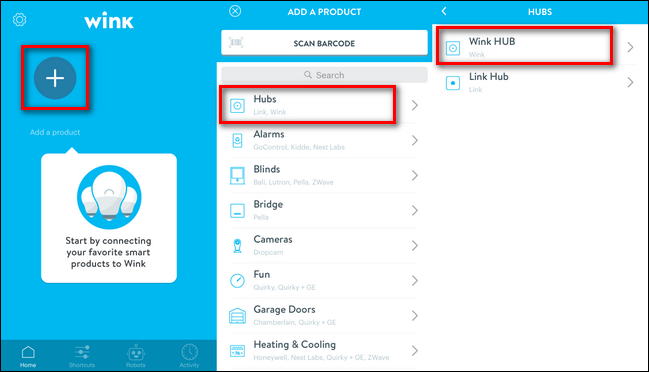 wink
Add a product
Start by connecting
your favorite smart
products to Wink
Home
Shortcuts
Robots
Activity
ADD A PRODUCT
SCAN BARCODE
Search
Hubs
Link, Wink
Alarms
GoControl, Kidde, Nest Labs
Blinds
Bali, Lutron, Pella, ZWave
Bridge
Pella
Cameras
Dropcam
Fun
Quirky, Quirky + GE
Garage Doors
Chamberlain, Quirky + GE
Heating & Cooling
Honeywell, Nest Labs, Quirky + GE, ZWave
HUBS
Wink HUB
Wink
Link Hub
Link